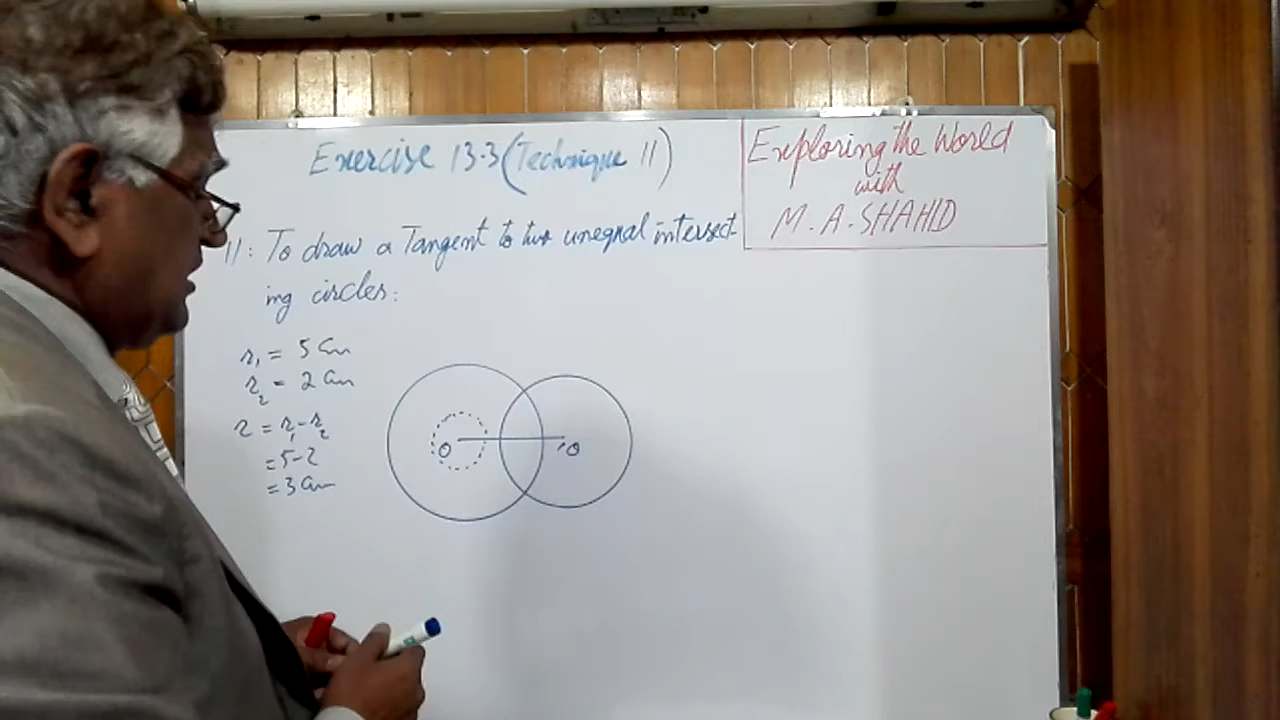 Exercise 13.3 (Technique 11)
Exploring the World
with
M. A. SHAHID
11: To draw a Tangent to two unequal intersect-
ing circles:
r₁ = 5 Cm
r₂ = 2 Cm
r = r₁-r₂
= 5-2
= 3 Cm
O
'O